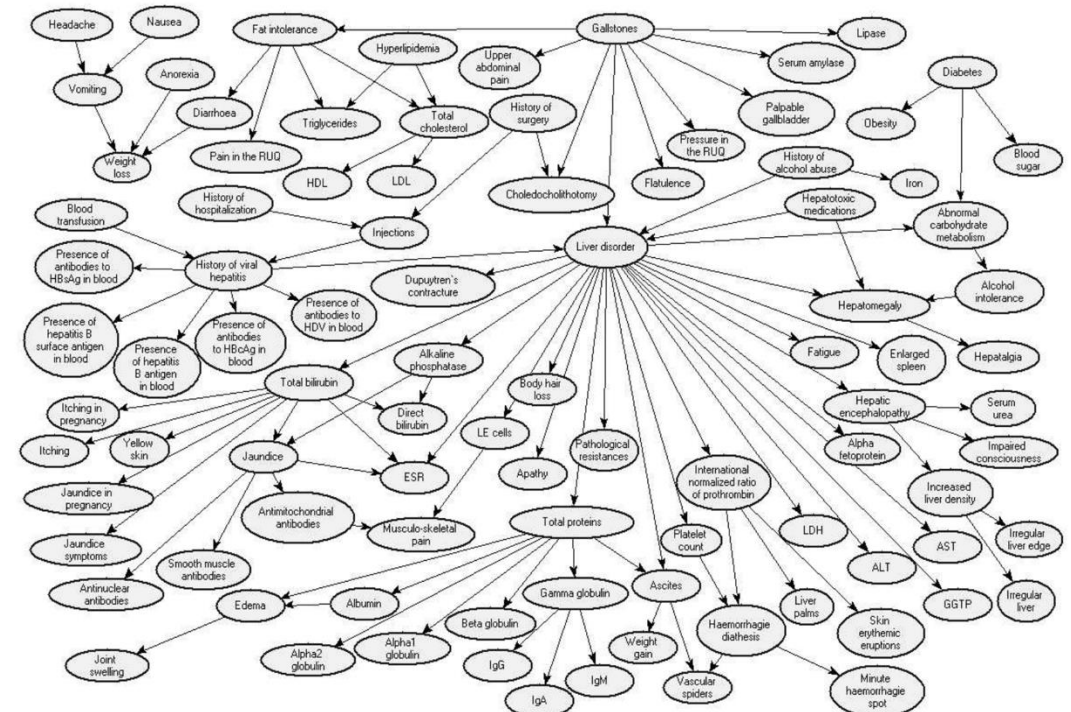 Headache
Nausea
Fat intolerance
Gallstones
Lipase
Hyperlipidemia
Upper
abdominal
pain
Serum amylase
Vomiting
Anorexia
Diabetes
Diarrhoea
Triglycerides
Total
cholesterol
History of
surgery
Palpable
gallbladder
Obesity
Weight
loss
Pain in the RUQ
Pressure in
the RUQ
Blood
sugar
HDL
LDL
Choledocholithotomy
Flatulence
History of
alcohol abuse
Iron
History of
hospitalization
Hepatotoxic
medications
Blood
transfusion
Injections
Liver disorder
Abnormal
carbohydrate
metabolism
Presence of
antibodies to
HBsAg in blood
History of viral
hepatitis
Dupuytren`s
contracture
Alcohol
intolerance
Hepatomegaly
Presence of
antibodies to
HDV in blood
Presence of
hepatitis B
surface antigen
in blood
Presence
of hepatitis
B antigen
in blood
Presence of
antibodies
to HBcAg in
blood
Alkaline
phosphatase
Fatigue
Enlarged
spleen
Hepatalgia
Total bilirubin
Body hair
loss
Hepatic
encephalopathy
Serum
urea
Itching in
pregnancy
Direct
bilirubin
LE cells
Itching
Yellow
skin
Jaundice
Pathological
resistances
Alpha
fetoprotein
Impaired
consciousness
ESR
Apathy
International
normalized ratio
of prothrombin
Jaundice in
pregnancy
Increased
liver density
Antimitochondrial
antibodies
Musculo-skeletal
pain
Total proteins
Platelet
count
LDH
Irregular
liver edge
Jaundice
symptoms
Smooth muscle
antibodies
AST
ALT
Antinuclear
antibodies
Edema
Albumin
Gamma globulin
Ascites
Liver
palms
GGTP
Irregular
liver
Beta globulin
Haemorrhagie
diathesis
Skin
erythemic
eruptions
Joint
swelling
Alpha2
globulin
Alpha1
globulin
IgG
IgA
IgM
Weight
gain
Vascular
spiders
Minute
haemorrhagie
spot